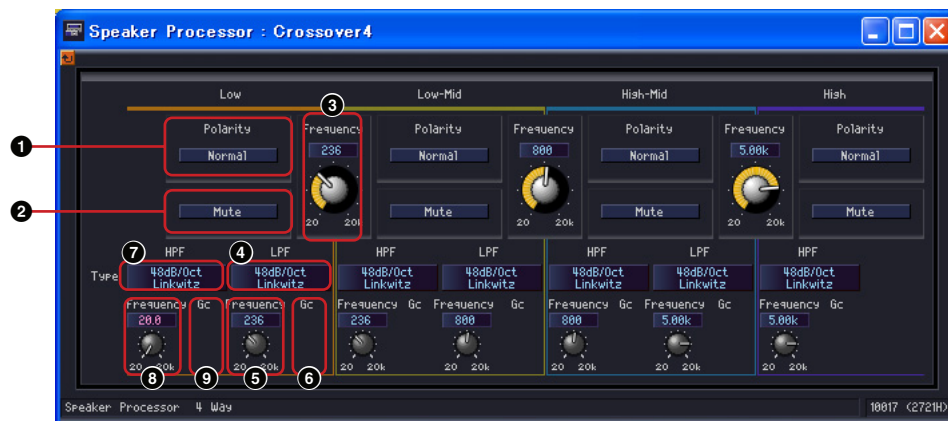 Speaker Processor : Crossover4
Low Low-Mid High-Mid High
3
1 Polarity Frequency Polarity Frequency Polarity Frequency Polarity
Normal 236 Normal 800 Normal 5.00k Normal
2 Mute Mute Mute Mute
20 20k 20 20k 20 20k
7 HPF 4 LPF HPF LPF HPF LPF HPF
Type 48dB/Oct 48dB/Oct 48dB/Oct 48dB/Oct 48dB/Oct 48dB/Oct 48dB/Oct
Linkwitz Linkwitz Linkwitz Linkwitz Linkwitz Linkwitz Linkwitz
Frequency Gc Frequency Gc Frequency Gc Frequency Gc Frequency Gc Frequency Gc Frequency Gc
20.0 236 236 800 800 5.00k 5.00k
20 20k 20 20k 20 20k 20 20k 20 20k 20 20k 20 20k
8 9 5 6
Speaker Processor 4 Way 10017 (2721H)